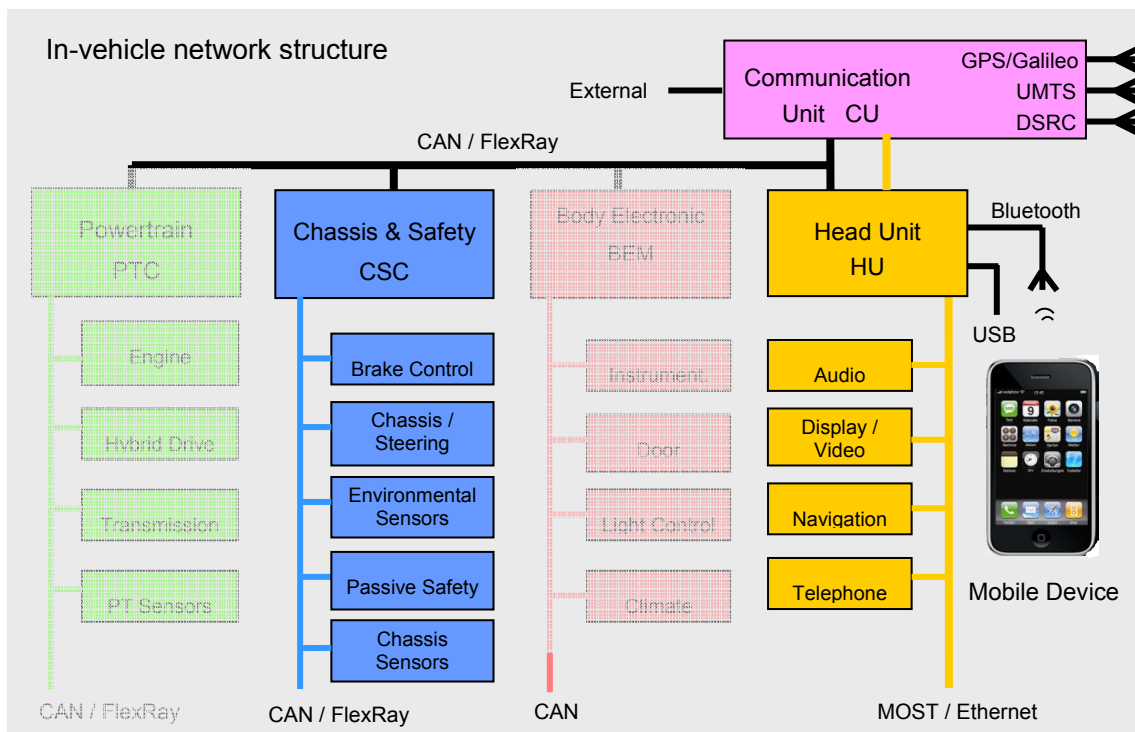 In-vehicle network structure
External
Communication
Unit CU
GPS/Galileo
UMTS
DSRC
CAN / FlexRay
Powertrain
PTC
Chassis & Safety
CSC
Body Electronic
BEM
Head Unit
HU
Bluetooth
USB
Engine
Hybrid Drive
Transmission
PT Sensors
CAN / FlexRay
Brake Control
Chassis /
Steering
Environmental
Sensors
Passive Safety
Chassis
Sensors
CAN / FlexRay
Instrument.
Door
Light Control
Climate
CAN
Audio
Display /
Video
Navigation
Telephone
MOST / Ethernet
Mobile Device